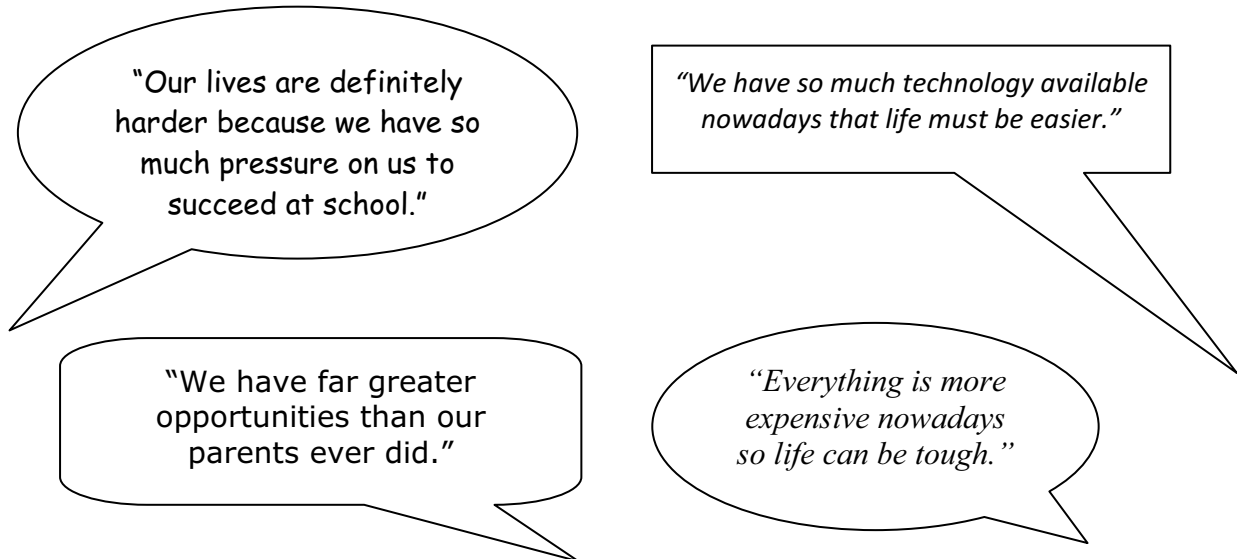 “Our lives are definitely
harder because we have so
much pressure on us to
succeed at school.”
“We have so much technology available
nowadays that life must be easier.”
“We have far greater
opportunities than our
parents ever did.”
“Everything is more
expensive nowadays
so life can be tough.”